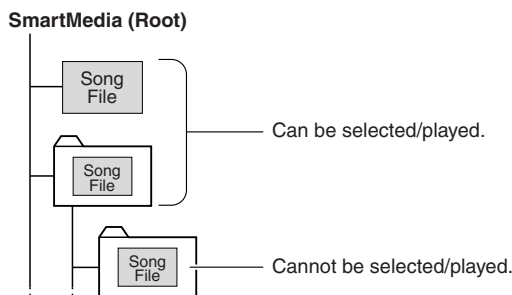 SmartMedia (Root)
Song
File
Can be selected/played.
Song
File
Song
File
Cannot be selected/played.